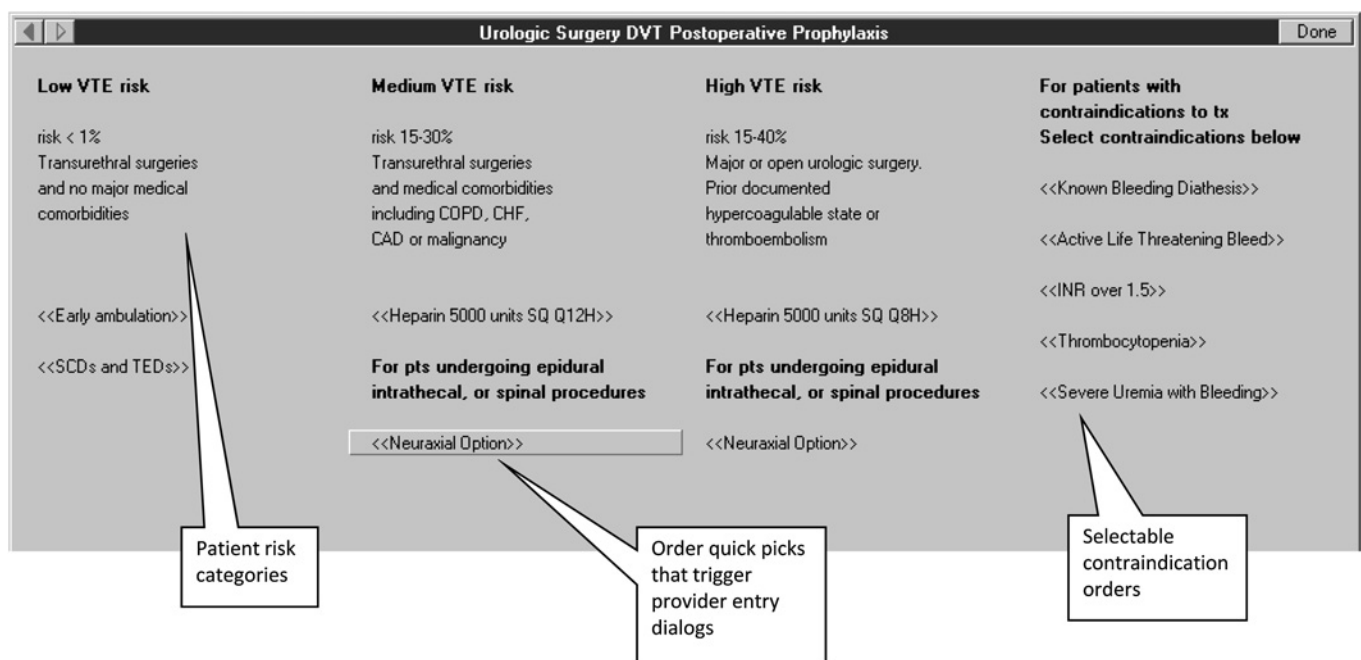 Urologic Surgery DVT Postoperative Prophylaxis
Done
Low VTE risk
risk < 1%
Transurethral surgeries
and no major medical
comorbidities
<<Early ambulation>>
<<SCDs and TEDs>>
Medium VTE risk
risk 15-30%
Transurethral surgeries
and medical comorbidities
including COPD, CHF,
CAD or malignancy
<<Heparin 5000 units SQ Q12H>>
For pts undergoing epidural
intrathecal, or spinal procedures
<<Neuraxial Option>>
High VTE risk
risk 15-40%
Major or open urologic surgery.
Prior documented
hypercoagulable state or
thromboembolism
<<Heparin 5000 units SQ Q8H>>
For pts undergoing epidural
intrathecal, or spinal procedures
<<Neuraxial Option>>
For patients with
contraindications to tx
Select contraindications below
<<Known Bleeding Diathesis>>
<<Active Life Threatening Bleed>>
<<INR over 1.5>>
<<Thrombocytopenia>>
<<Severe Uremia with Bleeding>>
Patient risk
categories
Order quick picks
that trigger
provider entry
dialogs
Selectable
contraindication
orders